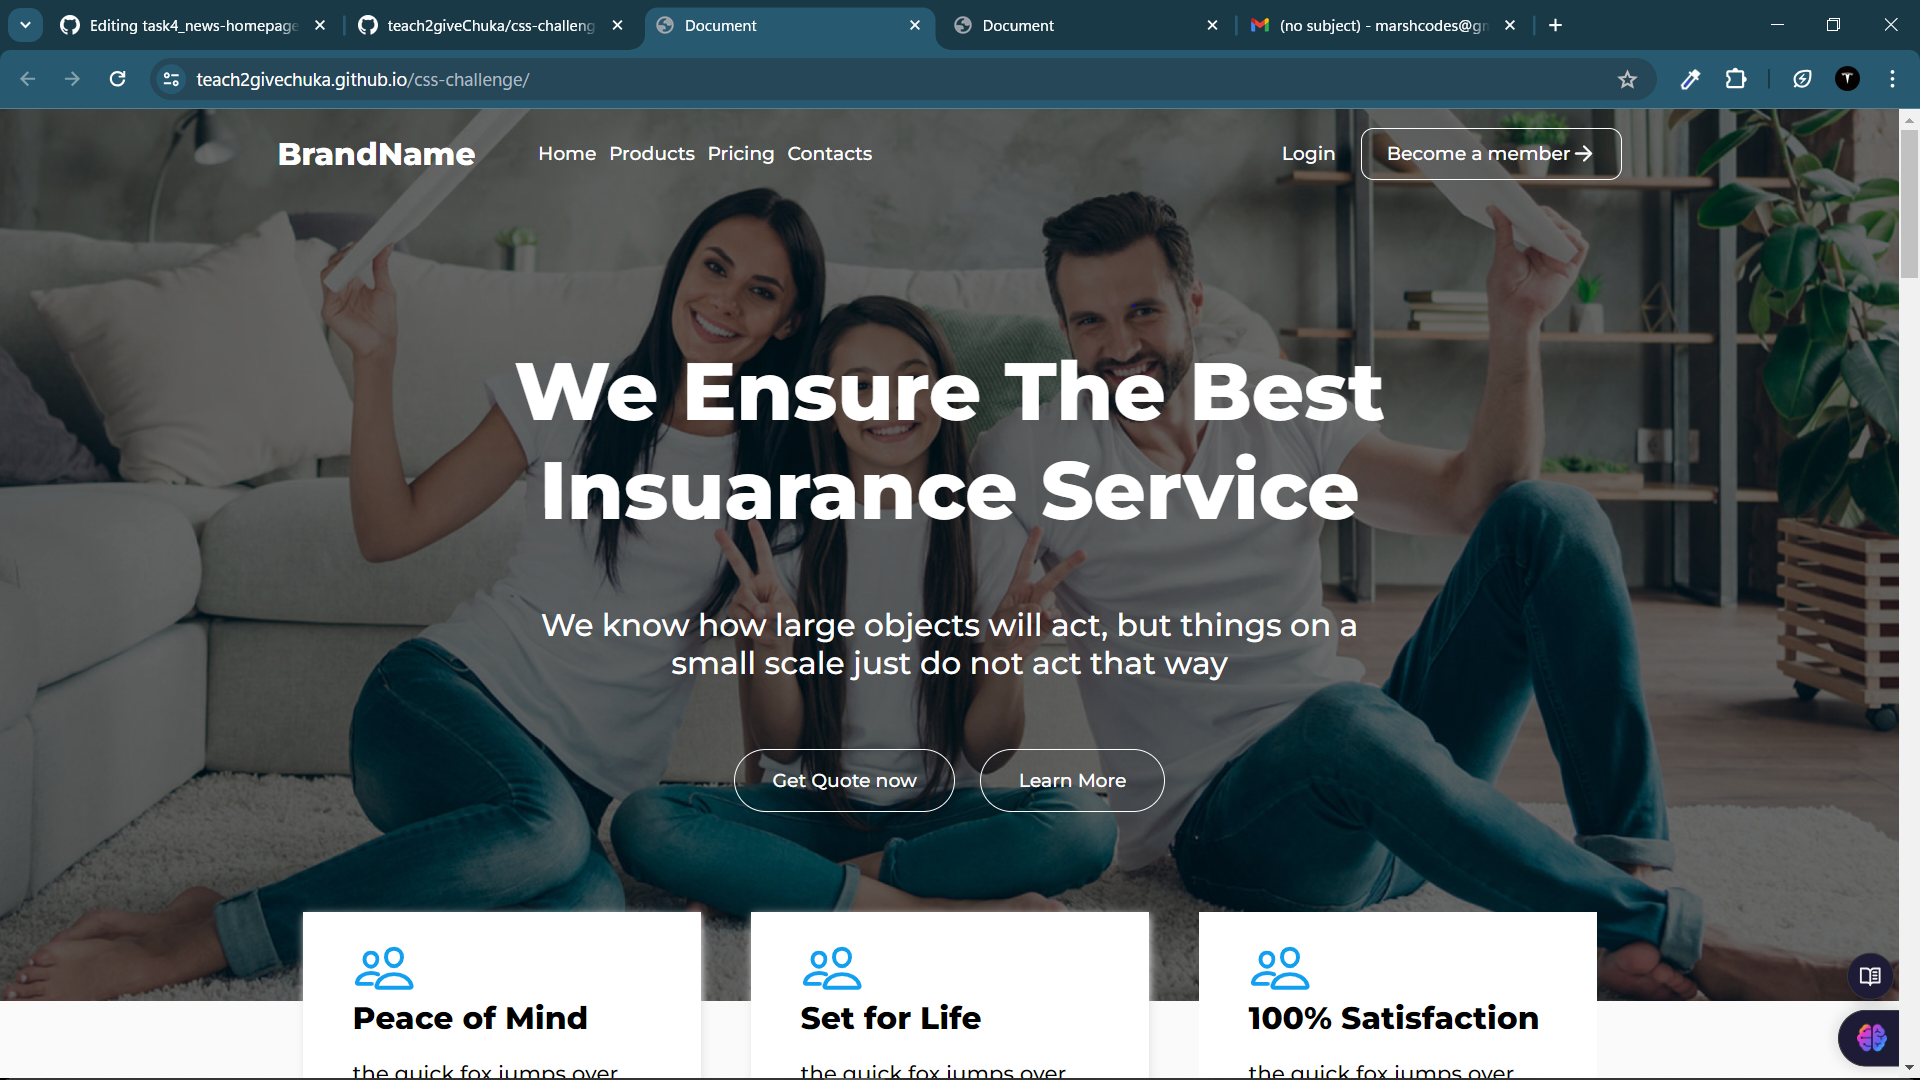 Editing task4_news-homepage
teach2giveChuka/css-challeng
Document
Document
(no subject) - marshcodes@gm
teach2givechuka.github.io/css-challenge/
BrandName
Home Products Pricing Contacts
Login
Become a member
We Ensure The Best
Insuarance Service
We know how large objects will act, but things on a
small scale just do not act that way
Get Quote now
Learn More
Peace of Mind
Set for Life
100% Satisfaction
the quick fox jumps over
the quick fox jumps over
the quick fox jumps over